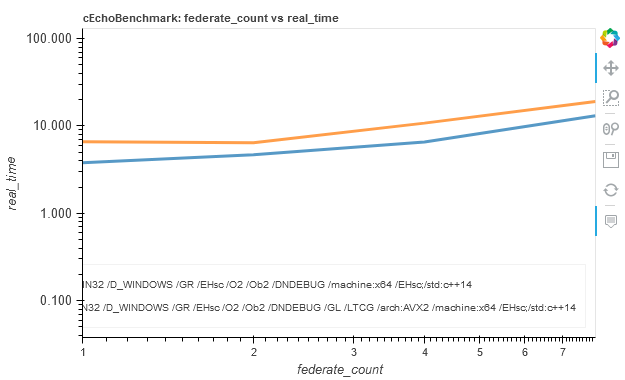 cEchoBenchmark: federate_count vs real_time
100.000
10.000
1.000
0.100
real_time
IN32 /D_WINDOWS /GR /EHsc /O2 /Ob2 /DNDEBUG /machine:x64 /EHsc;/std:c++14
N32 /D_WINDOWS /GR /EHsc /O2 /Ob2 /DNDEBUG /GL /LTCG /arch:AVX2 /machine:x64 /EHsc;/std:c++14
1 2 3 4 5 6 7
federate_count